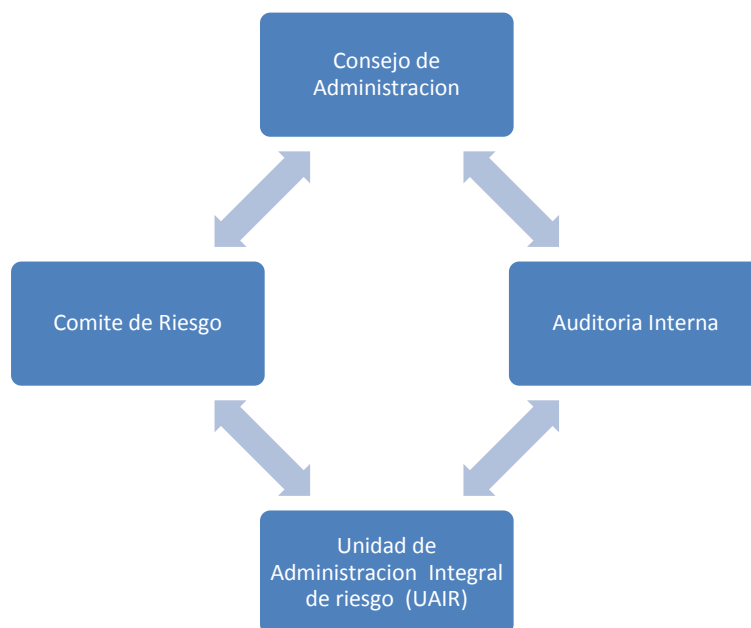 Consejo de
Administracion
Comite de Riesgo
Auditoria Interna
Unidad de
Administracion  Integral
de riesgo  (UAIR)